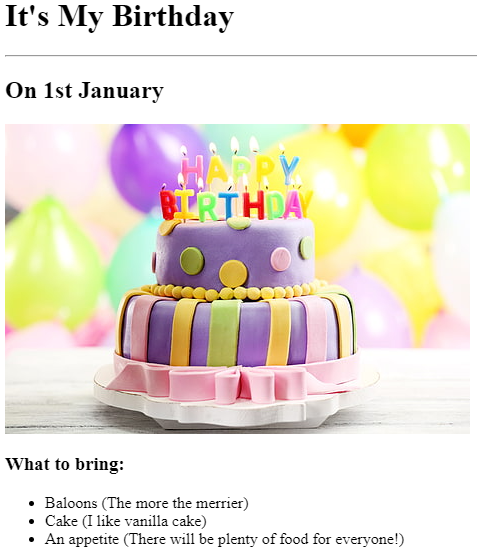 It's My Birthday
On 1st January
HAPPY
BIRTHDAY
What to bring:
Baloons (The more the merrier)
Cake (I like vanilla cake)
An appetite (There will be plenty of food for everyone!)